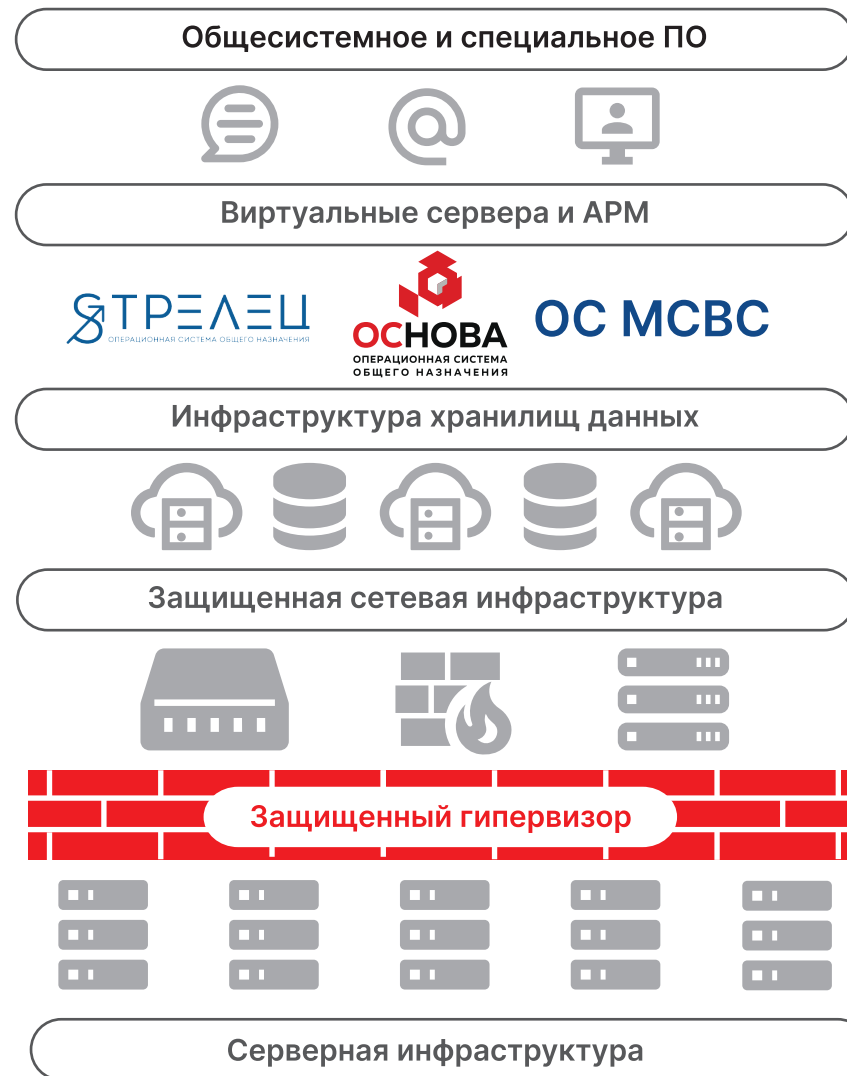 Общесистемное и специальное ПО
Виртуальные сервера и АРМ
SТРЕЛЕЦ
ОПЕРАЦИОННАЯ СИСТЕМА ОБЩЕГО НАЗНАЧЕНИЯ
ОСНОВА
ОПЕРАЦИОННАЯ СИСТЕМА
ОБЩЕГО НАЗНАЧЕНИЯ
ОС МСВС
Инфраструктура хранилищ данных
Защищенная сетевая инфраструктура
Защищенный гипервизор
Серверная инфраструктура